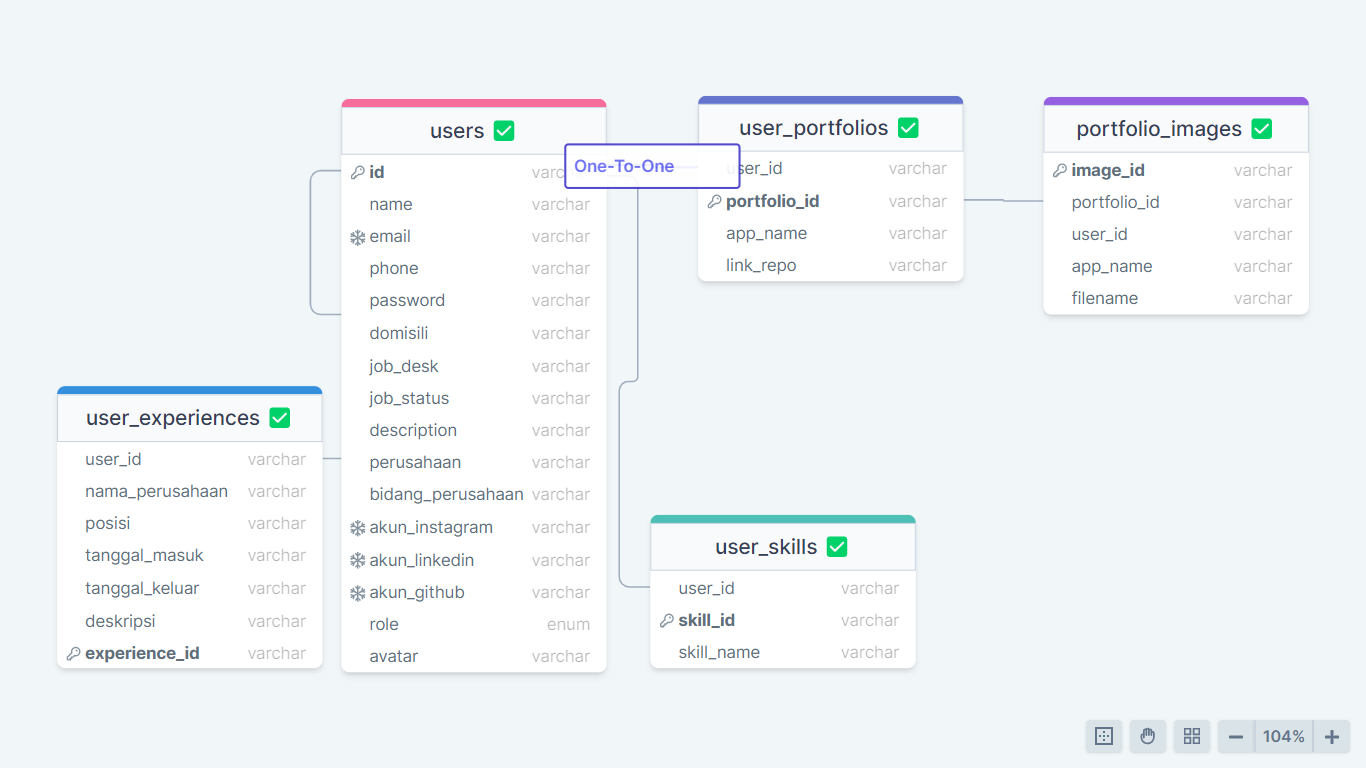 users
id varchar
name varchar
email varchar
phone varchar
password varchar
domisili varchar
job_desk varchar
job_status varchar
description varchar
perusahaan varchar
bidang_perusahaan varchar
akun_instagram varchar
akun_linkedin varchar
akun_github varchar
role enum
avatar varchar
One-To-One
user_portfolios
user_id varchar
portfolio_id varchar
app_name varchar
link_repo varchar
portfolio_images
image_id varchar
portfolio_id varchar
user_id varchar
app_name varchar
filename varchar
user_experiences
user_id varchar
nama_perusahaan varchar
posisi varchar
tanggal_masuk varchar
tanggal_keluar varchar
deskripsi varchar
experience_id varchar
user_skills
user_id varchar
skill_id varchar
skill_name varchar
104%